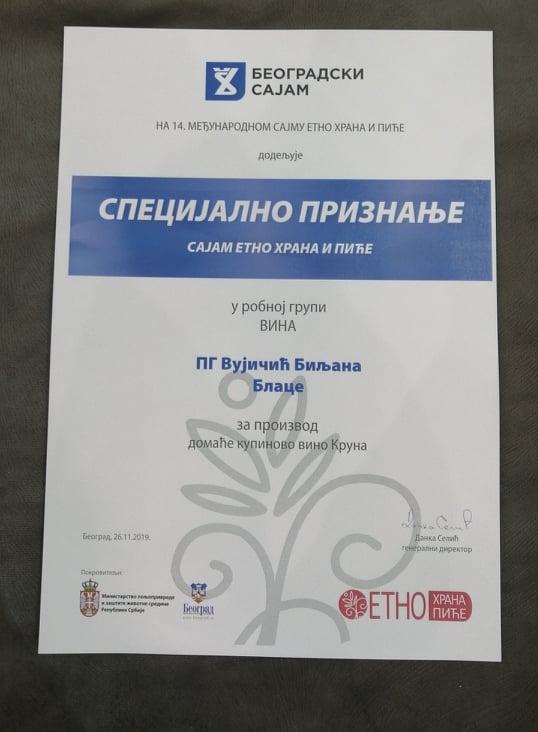 БЕОГРАДСКИ
САЈАМ
НА 14. МЕЂУНАРОДНОМ САЈМУ ЕТНО ХРАНА И ПИЋЕ
додељује
СПЕЦИЈАЛНО ПРИЗНАЊЕ
САЈАМ ЕТНО ХРАНА И ПИЋЕ
у робној групи
ВИНА
ПГ Вујичић Биљана
Блаце
за производ
домаће купиново вино Круна
Београд, 26.11.2019.
Данка Селић
генерални директор
Покровитељи:
Министарство пољопривреде
и заштите животне средине
Републике Србије
Београд
ЕТНО ХРАНА
ПИЋЕ